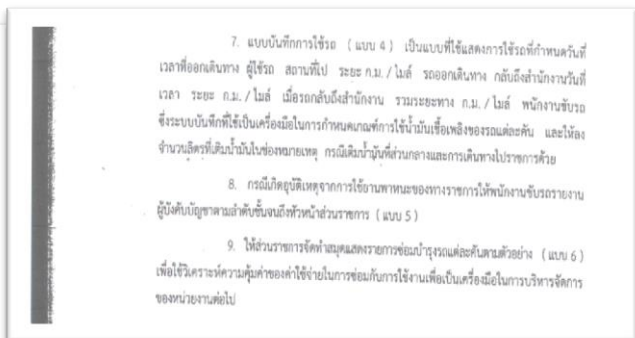 7. แบบบันทึกการใช้รถ ( แบบ 4 ) เป็นแบบที่ใช้แสดงการใช้รถที่กำหนดวันที่
เวลาที่ออกเดินทาง ผู้ใช้รถ สถานที่ไป ระยะ ก.ม. / ไมล์ รถออกเดินทาง กลับถึงสำนักงานวันที่
เวลา ระยะ ก.ม. / ไมล์ เมื่อรถกลับถึงสำนักงาน รวมระยะทาง ก.ม. / ไมล์ พนักงานขับรถ
ซึ่งระบบบันทึกที่ใช้เป็นเครื่องมือในการกำหนดเกณฑ์การใช้น้ำมันเชื้อเพลิงของรถแต่ละคัน และให้ลง
จำนวนลิตรที่เติมน้ำมันในช่องหมายเหตุ กรณีเติมน้ำมันที่ส่วนกลางและการเดินทางไปราชการด้วย
8. กรณีเกิดอุบัติเหตุจากการใช้ยานพาหนะของทางราชการให้พนักงานขับรถรายงาน
ผู้บังคับบัญชาตามลำดับชั้นจนถึงหัวหน้าส่วนราชการ ( แบบ 5 )
9. ให้ส่วนราชการจัดทำสมุดแสดงรายการซ่อมบำรุงรถแต่ละคันตามตัวอย่าง ( แบบ 6 )
เพื่อใช้วิเคราะห์ความคุ้มค่าของค่าใช้จ่ายในการซ่อมกับการใช้งานเพื่อเป็นเครื่องมือในการบริหารจัดการ
ของหน่วยงานต่อไป